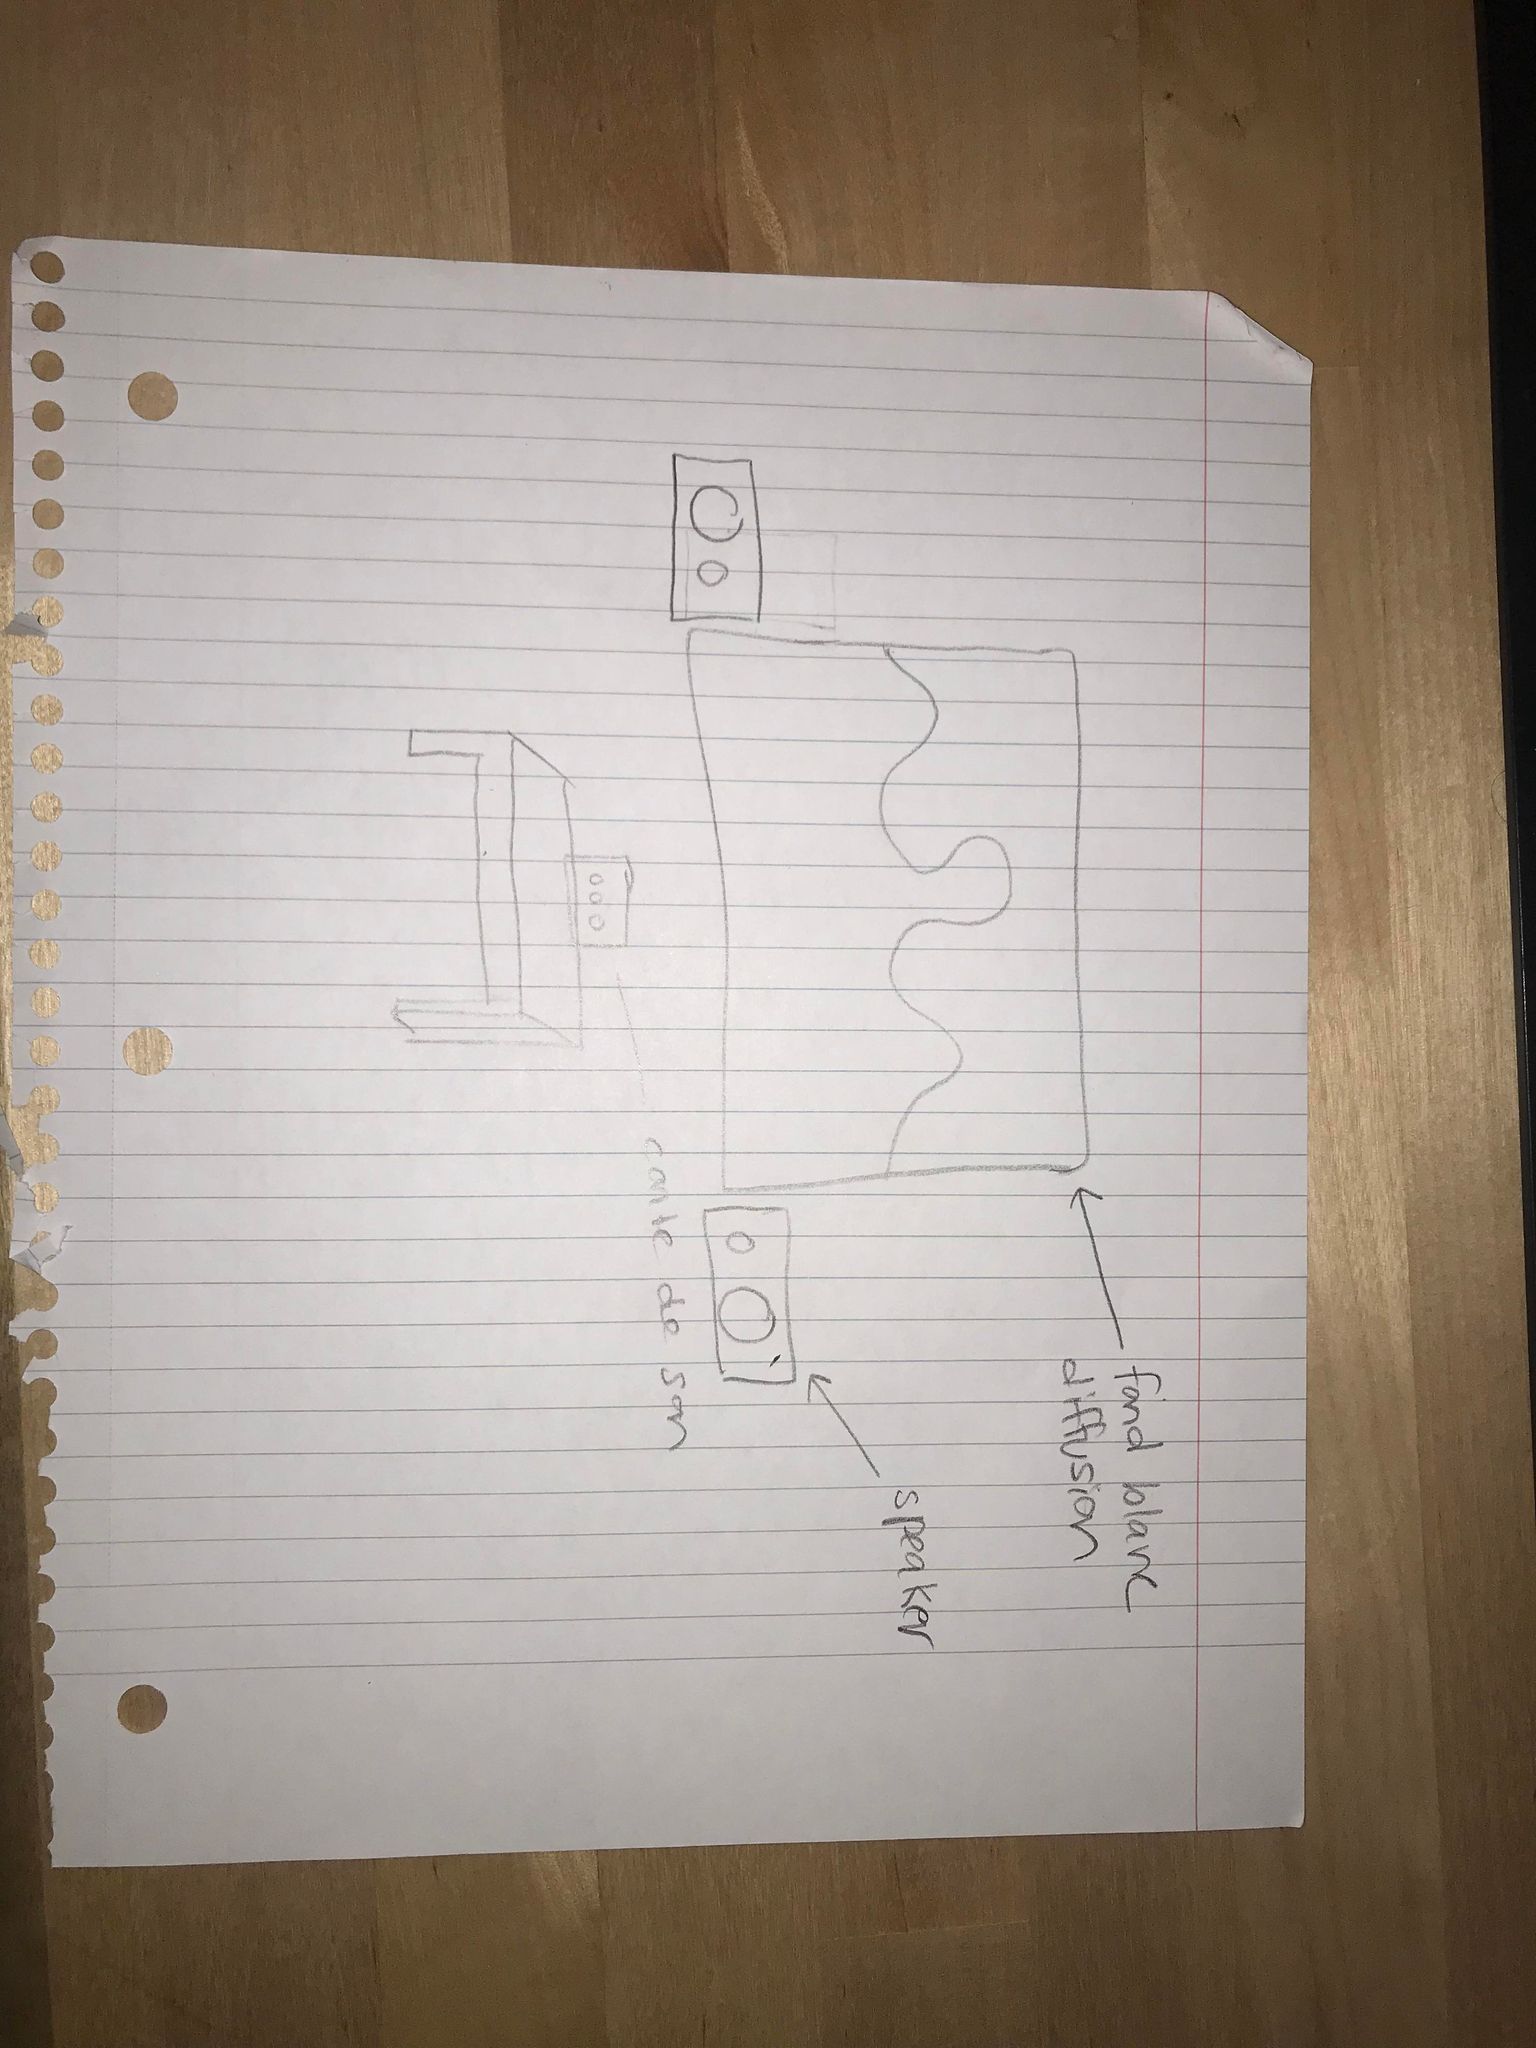 fond blanc
diffusion
speaker
carte de son